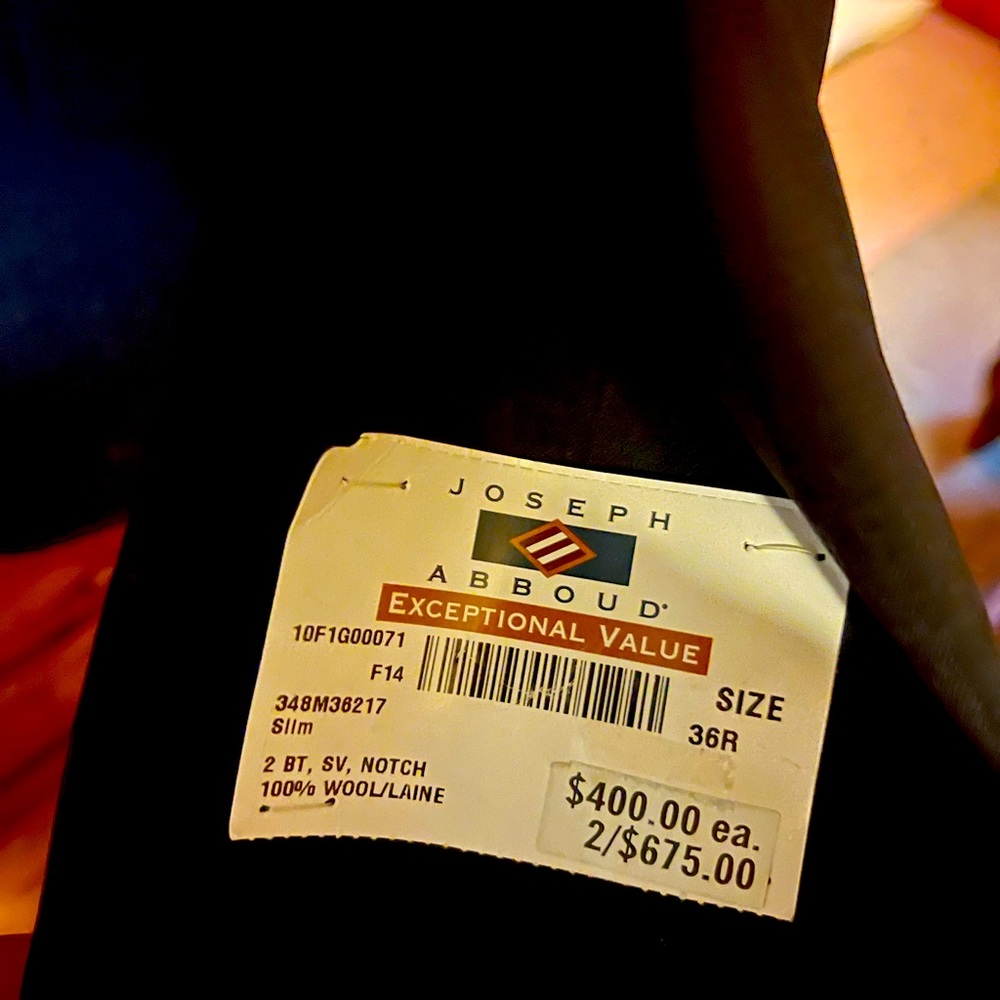 JOSEPH
ABBOUD
EXCEPTIONAL VALUE
10F1G00071
F14
348M36217
Slim
SIZE
36R
2 BT, SV, NOTCH
100% WOOL/LAINE
$400.00 ea.
2/$675.00